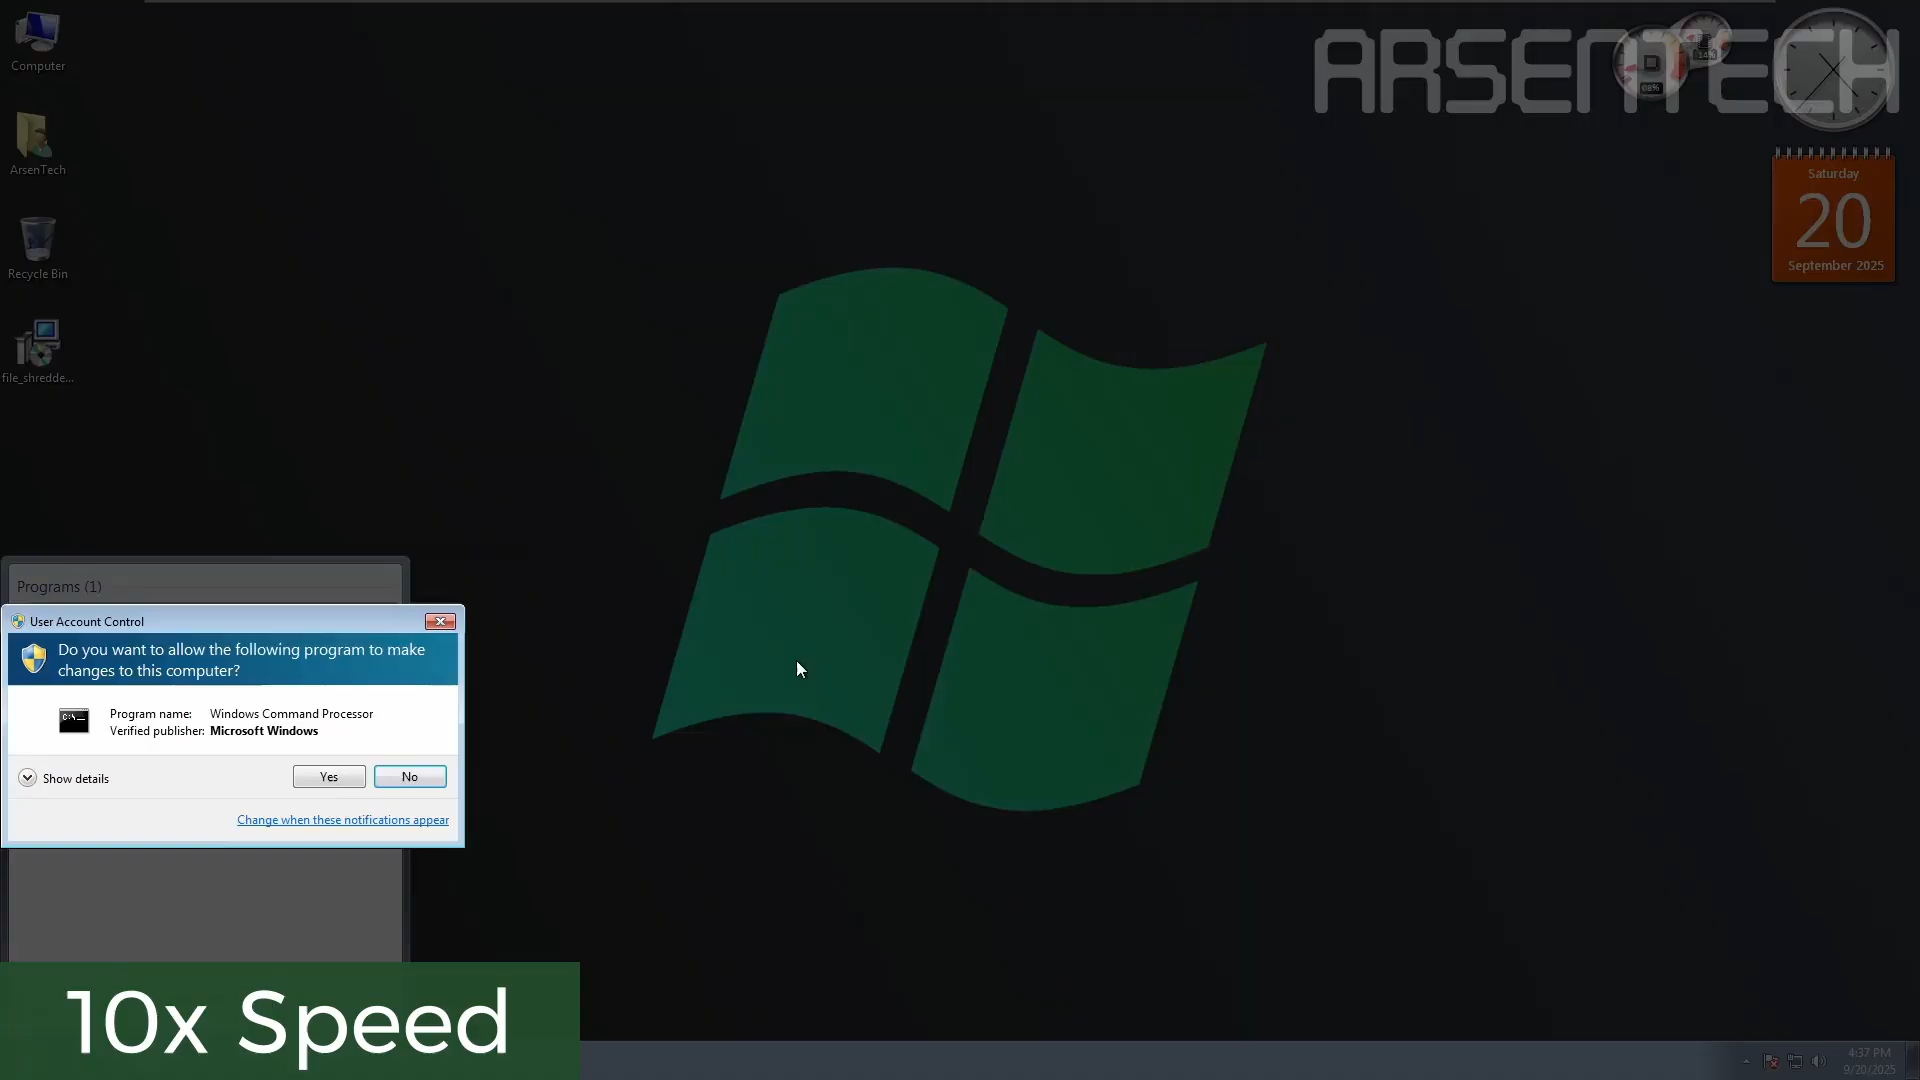 Computer
ArsenTech
Recycle Bin
file_shredde...
ARSENTECH
08%
14%
Saturday
20
September 2025
Programs (1)
User Account Control
Do you want to allow the following program to make
changes to this computer?
C:\
Program name: Windows Command Processor
Verified publisher: Microsoft Windows
Show details
Yes
No
Change when these notifications appear
10x Speed
4:37 PM
9/20/2025